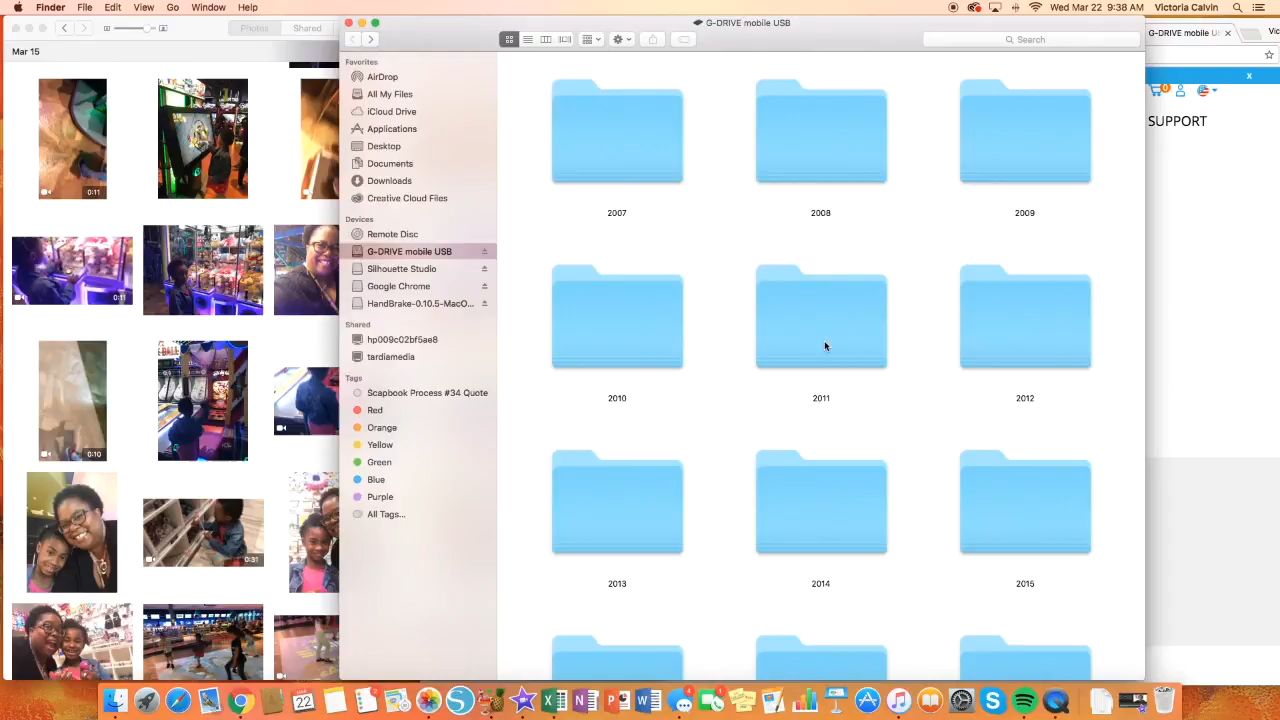 Finder File Edit View Go Window Help
Wed Mar 22 9:38 AM Victoria Calvin
Photos Shared
G-DRIVE mobile USB
G-DRIVE mobile U
Vic
Mar 15
Search
x
Favorites
AirDrop
All My Files
iCloud Drive
Applications
Desktop
Documents
Downloads
Creative Cloud Files
Devices
Remote Disc
G-DRIVE mobile USB
Silhouette Studio
Google Chrome
HandBrake-0.10.5-MacO...
Shared
hp009c02bf5ae8
tardiamedia
Tags
Scapbook Process #34 Quote
Red
Orange
Yellow
Green
Blue
Purple
All Tags...
0
SUPPORT
2007 2008 2009
2010 2011 2012
2013 2014 2015
0:11
0:11
0:10
0:31
22